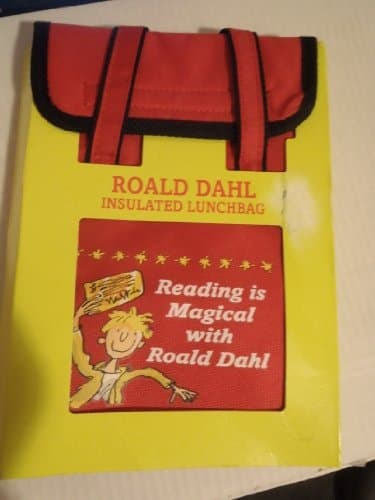 ROALD DAHL
INSULATED LUNCHBAG
Reading is
Magical
with
Roald Dahl